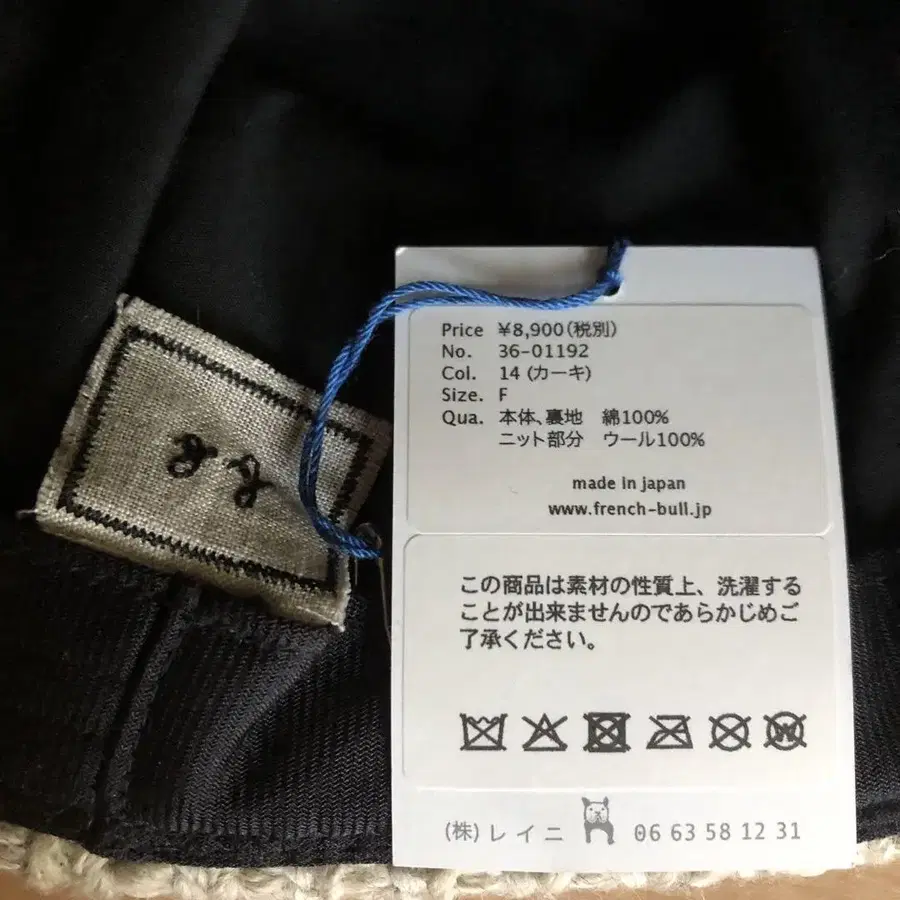 Price ¥8,900(税別)
No. 36-01192
Col. 14 (カーキ)
Size. F
Qua. 本体、裏地 綿100%
ニット部分 ウール100%
made in japan
www.french-bull.jp
この商品は素材の性質上、洗濯する
ことが出来ませんのであらかじめご
了承ください。
W
(株)レイニ 06 63 58 12 31